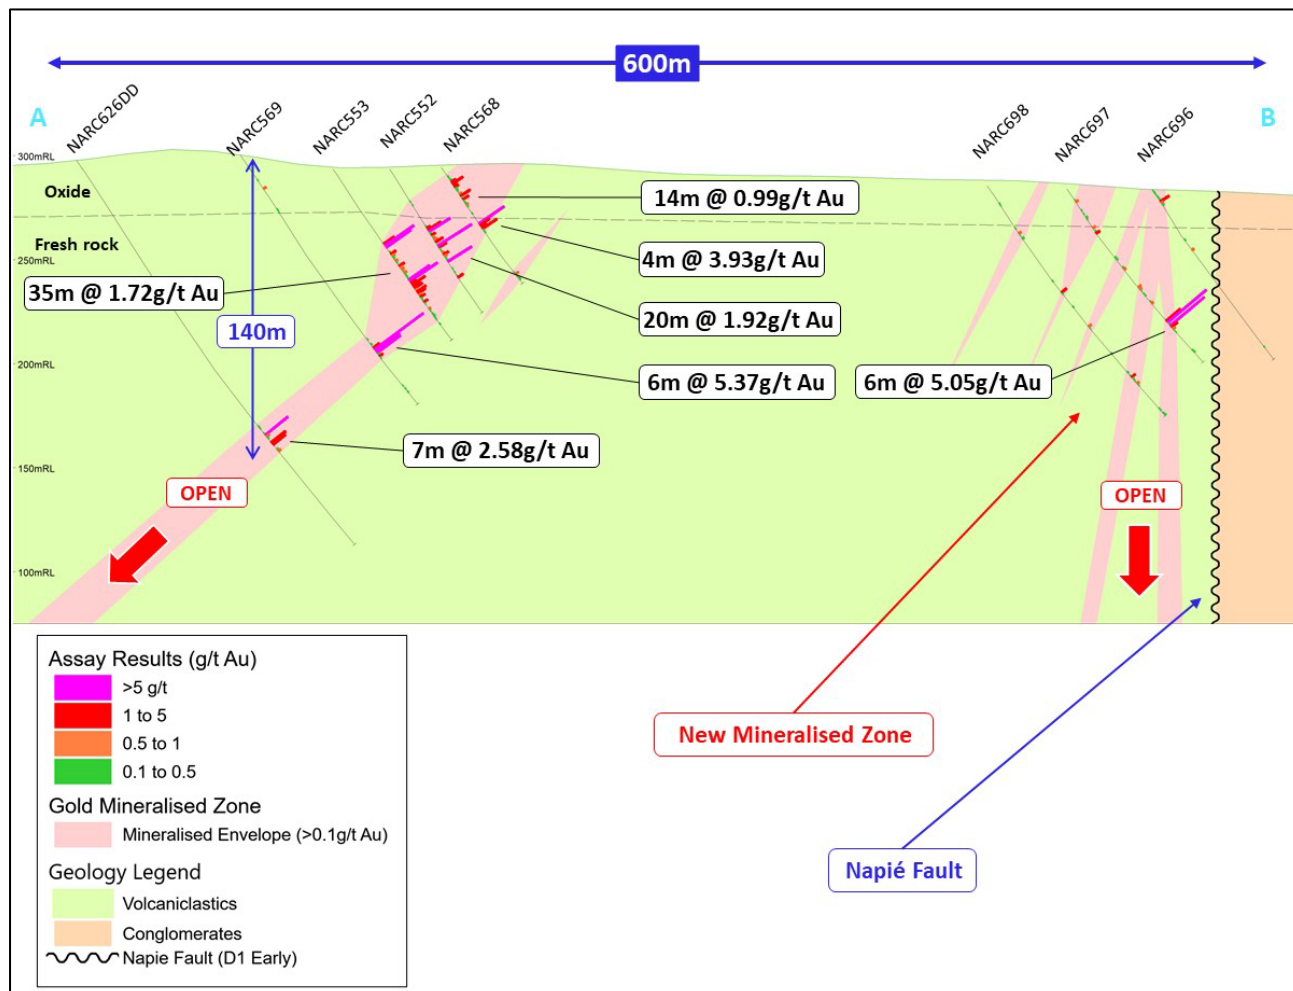 600m
A
B
NARC626DD
NARC569
NARC553
NARC552
NARC568
NARC698
NARC697
NARC696
300mRL
Oxide
14m @ 0.99g/t Au
Fresh rock
250mRL
4m @ 3.93g/t Au
35m @ 1.72g/t Au
20m @ 1.92g/t Au
140m
200mRL
6m @ 5.37g/t Au
6m @ 5.05g/t Au
7m @ 2.58g/t Au
150mRL
OPEN
OPEN
100mRL
Assay Results (g/t Au)
>5 g/t
1 to 5
0.5 to 1
0.1 to 0.5
Gold Mineralised Zone
Mineralised Envelope (>0.1g/t Au)
Geology Legend
Volcaniclastics
Conglomerates
Napie Fault (D1 Early)
New Mineralised Zone
Napié Fault